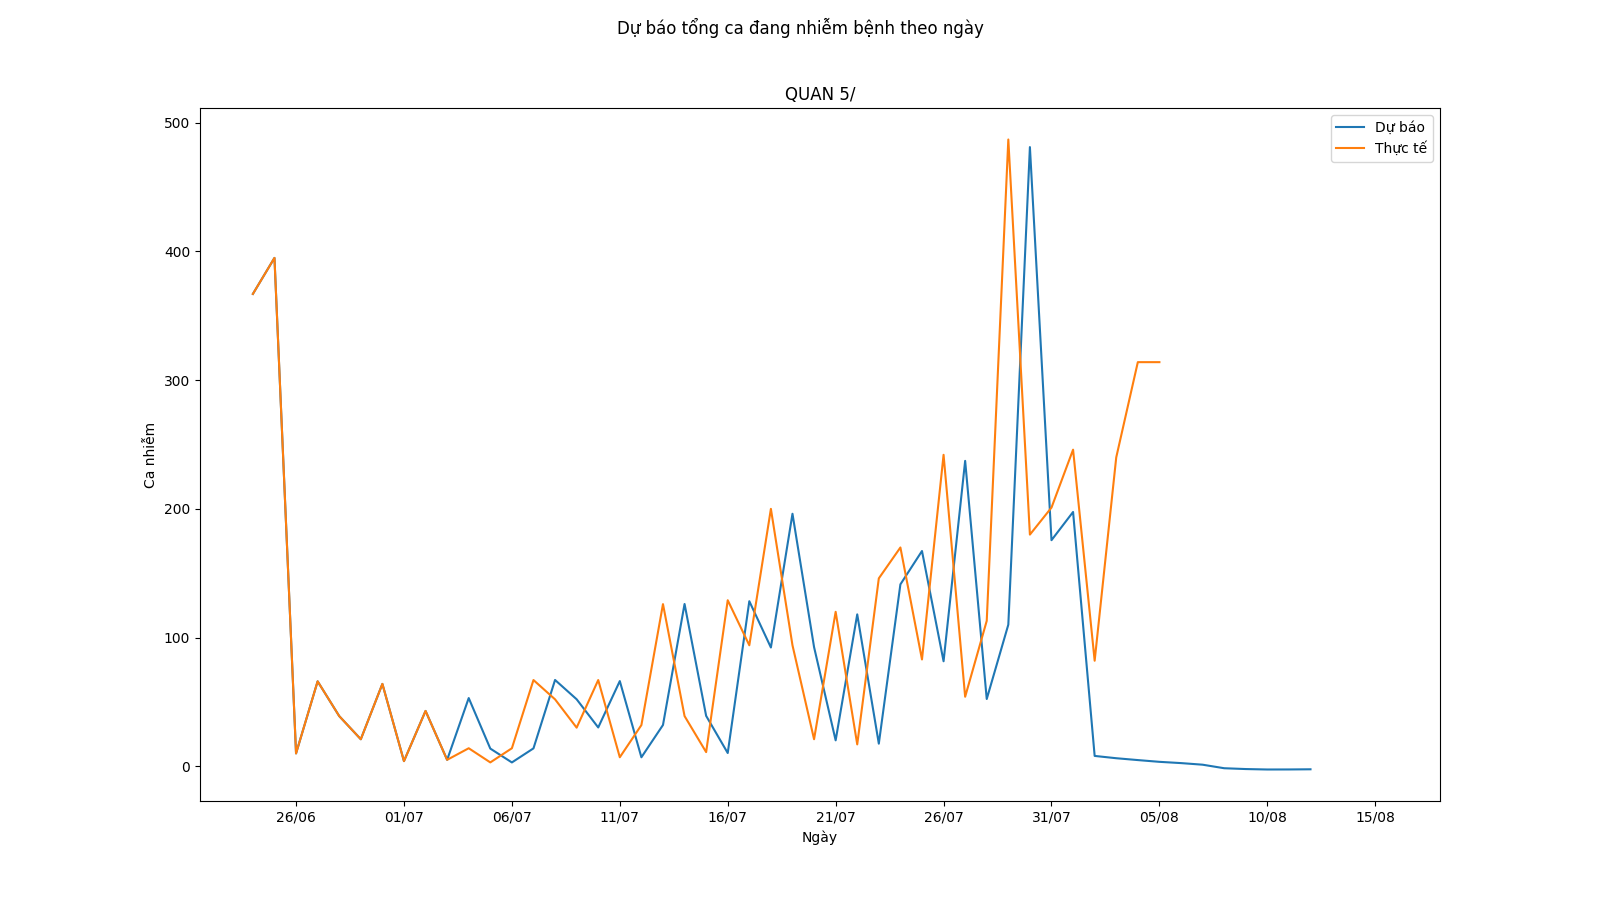 Dự báo tổng ca đang nhiễm bệnh theo ngày
QUAN 5/
Dự báo
Thực tế
500
400
300
200
100
0
Ca nhiễm
26/06 01/07 06/07 11/07 16/07 21/07 26/07 31/07 05/08 10/08 15/08
Ngày